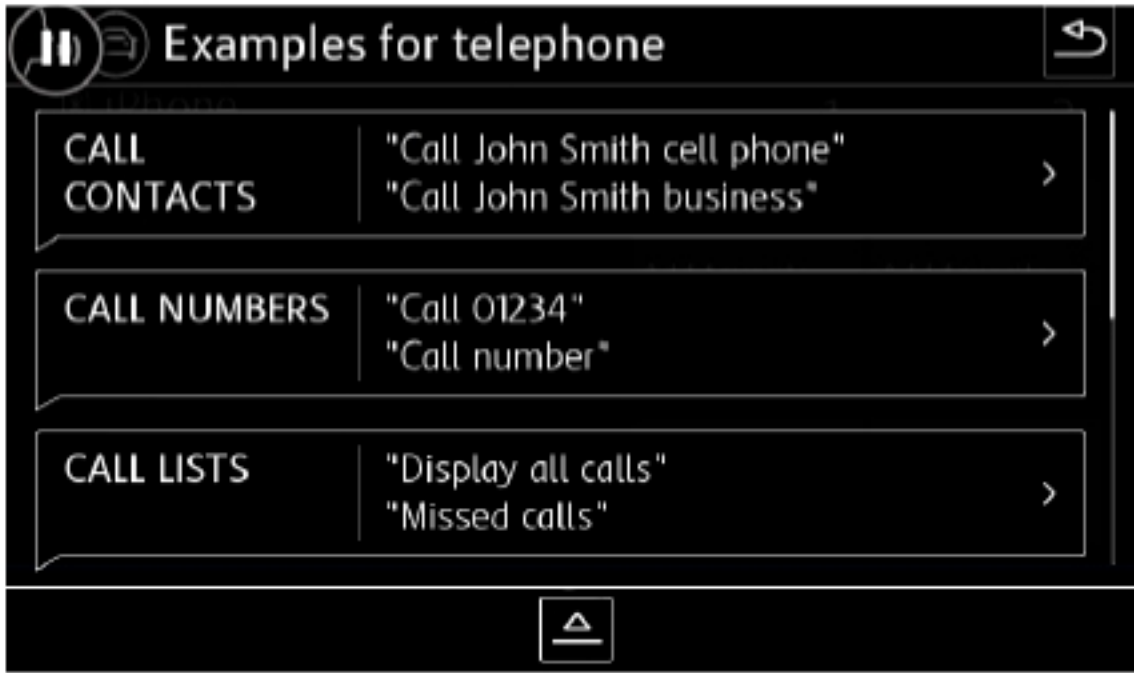 Examples for telephone
CALL
CONTACTS
"Call John Smith cell phone"
"Call John Smith business"
CALL NUMBERS
"Call 01234"
"Call number"
CALL LISTS
"Display all calls"
"Missed calls"